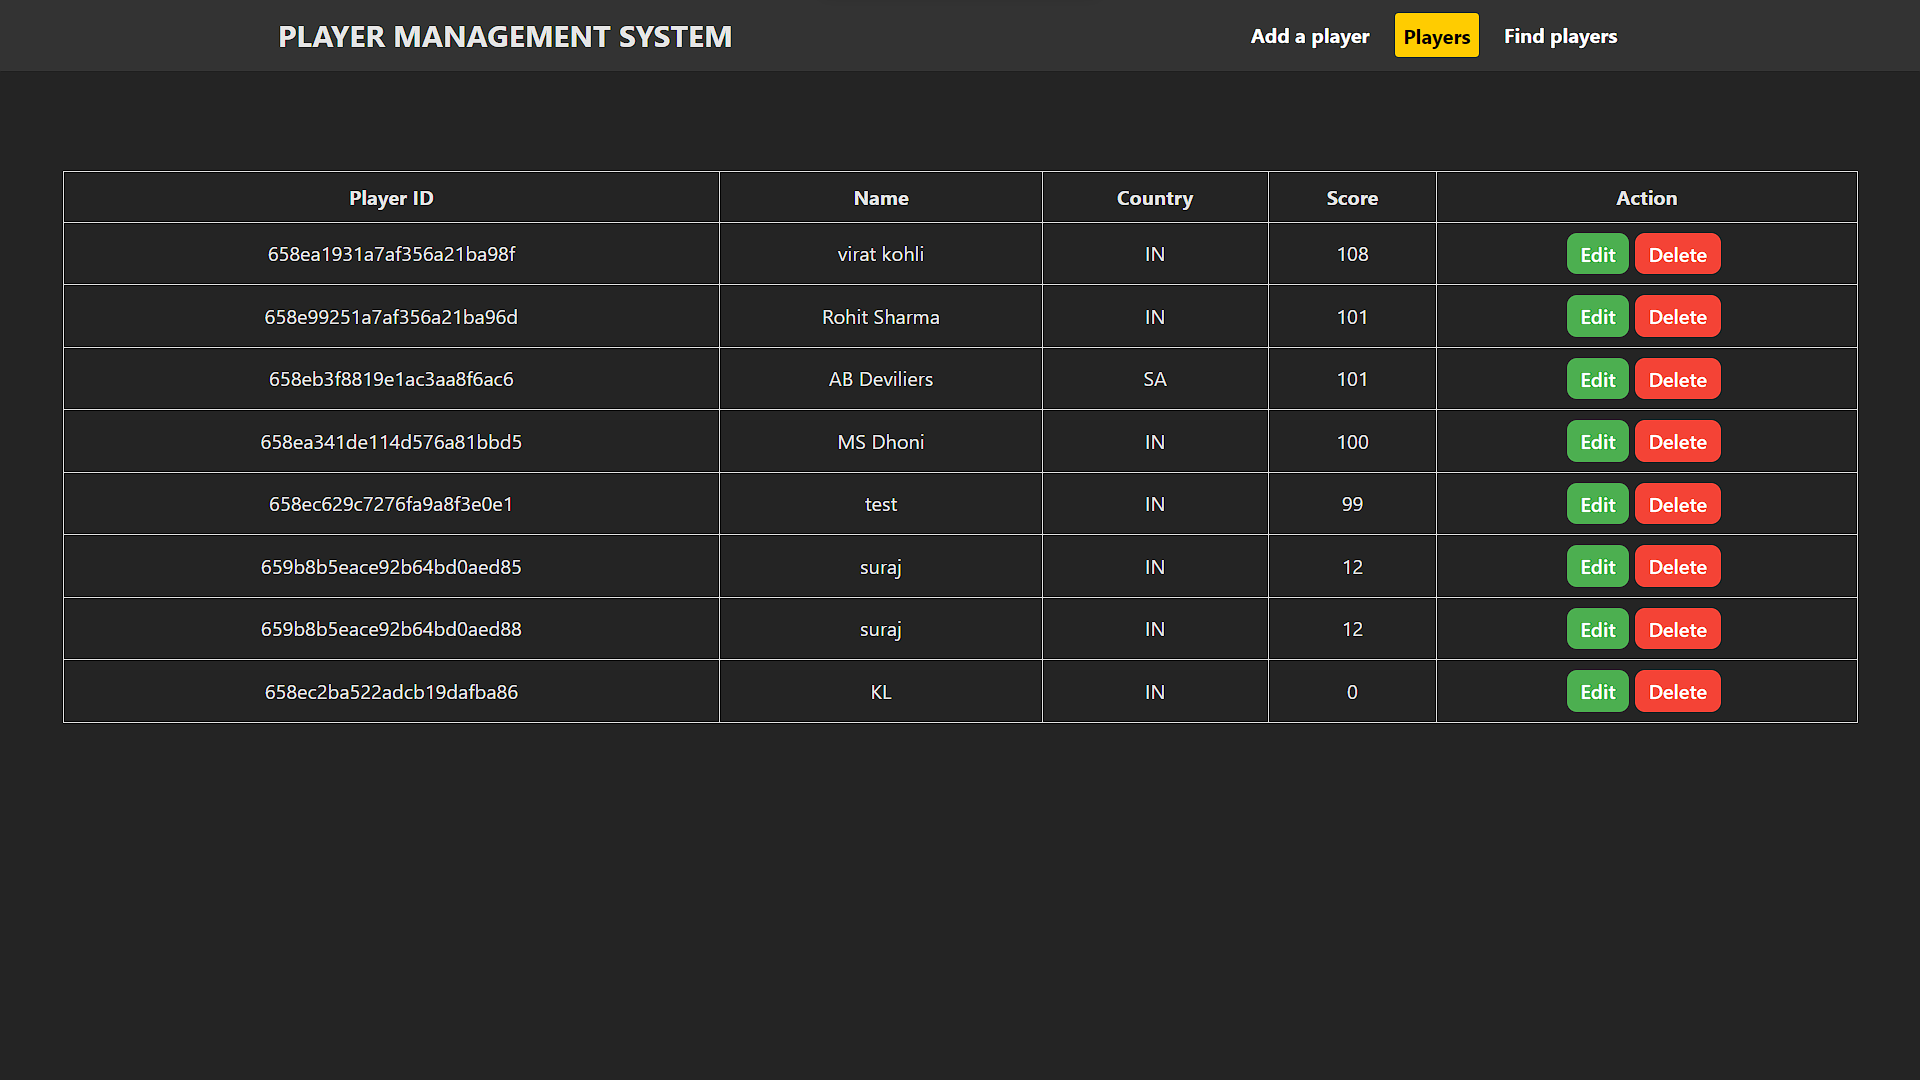 PLAYER MANAGEMENT SYSTEM Add a player Players Find players
Player ID Name Country Score Action
658ea1931a7af356a21ba98f virat kohli IN 108 Edit Delete
658e99251a7af356a21ba96d Rohit Sharma IN 101 Edit Delete
658eb3f8819e1ac3aa8f6ac6 AB Deviliers SA 101 Edit Delete
658ea341de114d576a81bbd5 MS Dhoni IN 100 Edit Delete
658ec629c7276fa9a8f3e0e1 test IN 99 Edit Delete
659b8b5eace92b64bd0aed85 suraj IN 12 Edit Delete
659b8b5eace92b64bd0aed88 suraj IN 12 Edit Delete
658ec2ba522adcb19dafba86 KL IN 0 Edit Delete